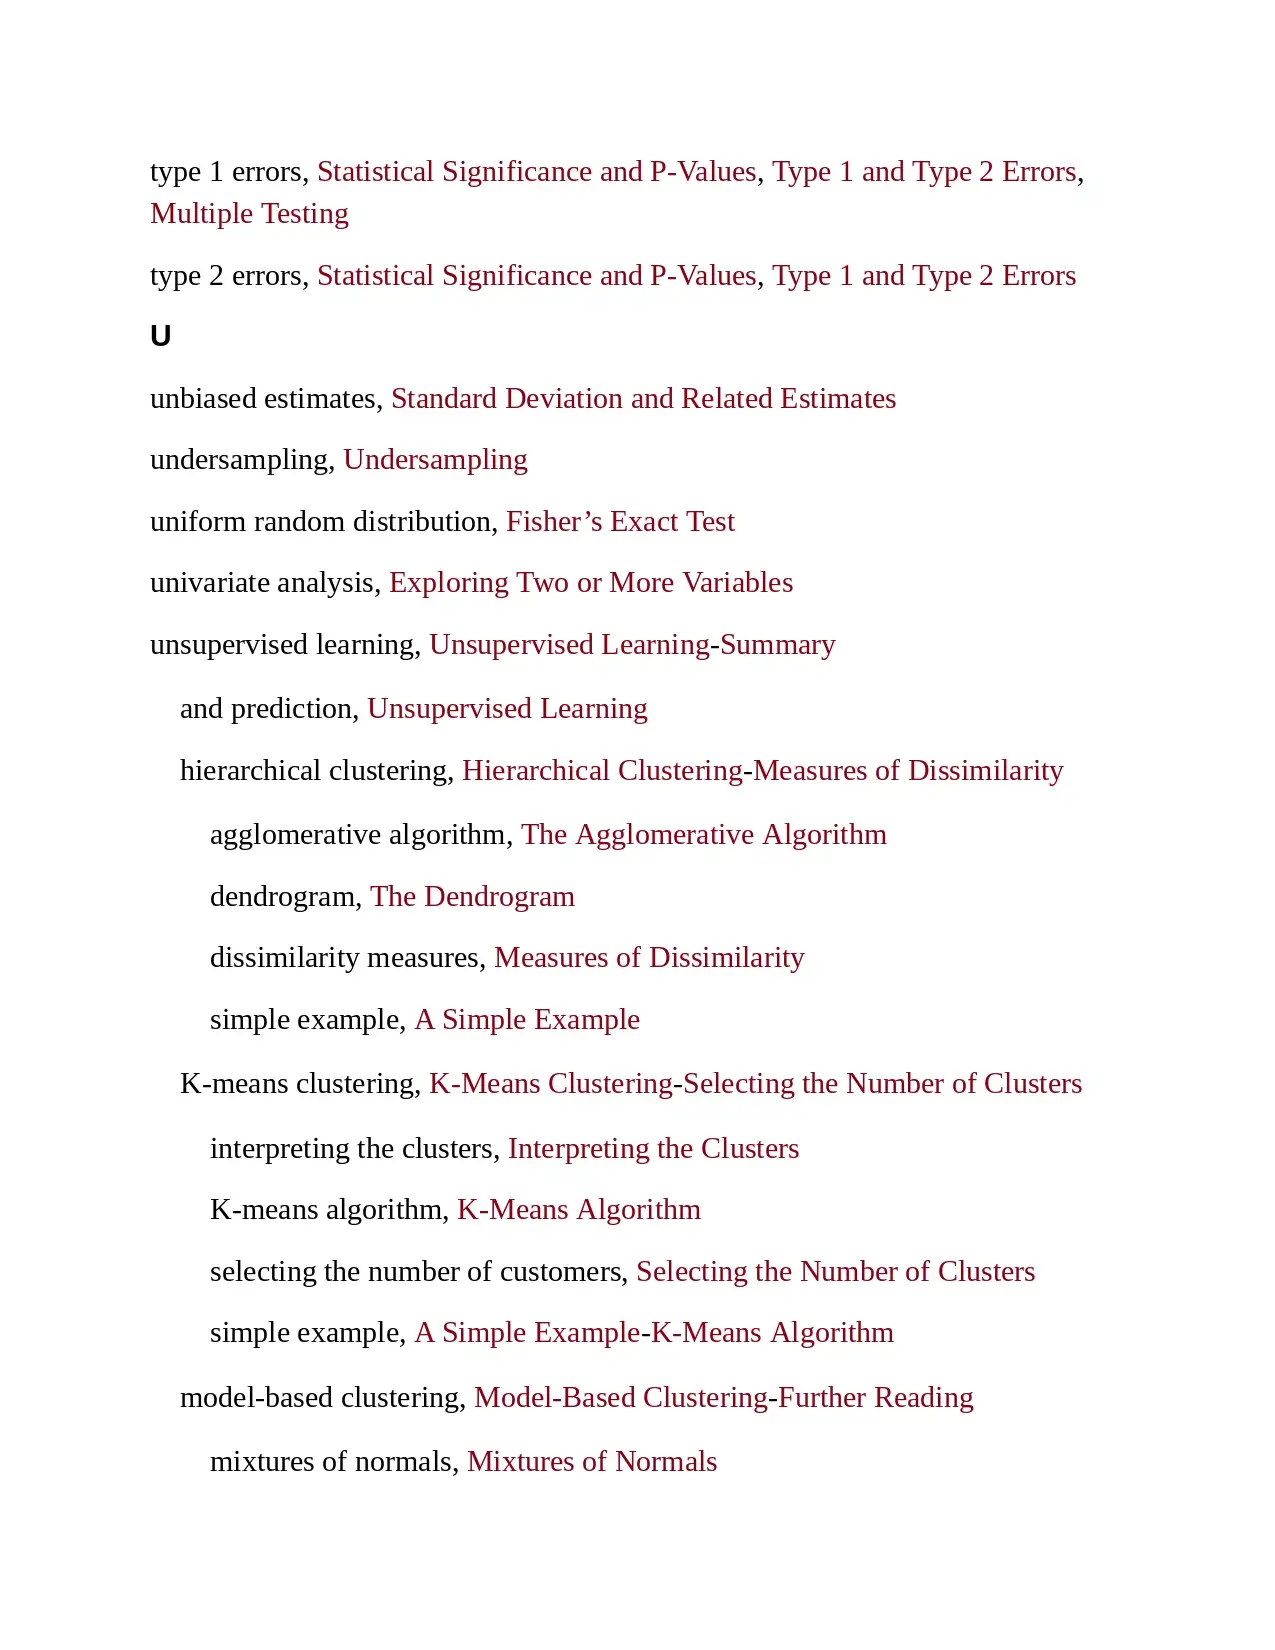 type 1 errors, Statistical Significance and P-Values, Type 1 and Type 2 Errors,
Multiple Testing
type 2 errors, Statistical Significance and P-Values, Type 1 and Type 2 Errors
U
unbiased estimates, Standard Deviation and Related Estimates
undersampling, Undersampling
uniform random distribution, Fisher’s Exact Test
univariate analysis, Exploring Two or More Variables
unsupervised learning, Unsupervised Learning-Summary
and prediction, Unsupervised Learning
hierarchical clustering, Hierarchical Clustering-Measures of Dissimilarity
agglomerative algorithm, The Agglomerative Algorithm
dendrogram, The Dendrogram
dissimilarity measures, Measures of Dissimilarity
simple example, A Simple Example
K-means clustering, K-Means Clustering-Selecting the Number of Clusters
interpreting the clusters, Interpreting the Clusters
K-means algorithm, K-Means Algorithm
selecting the number of customers, Selecting the Number of Clusters
simple example, A Simple Example-K-Means Algorithm
model-based clustering, Model-Based Clustering-Further Reading
mixtures of normals, Mixtures of Normals